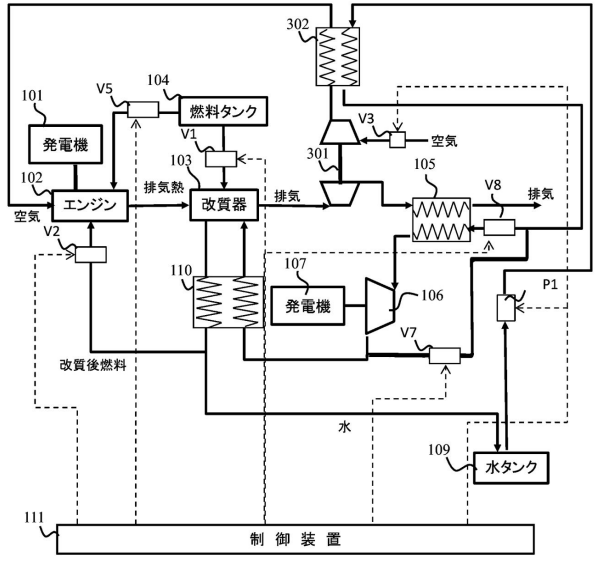 302
V5
104
101
燃料タンク
V3
発電機
V1
空気
102
103
301
105
V8
エンジン
排気熱
改質器
排気
排気
空気
V2
110
107
発電機
106
P1
V7
改質後燃料
水
109
水タンク
111
制御装置